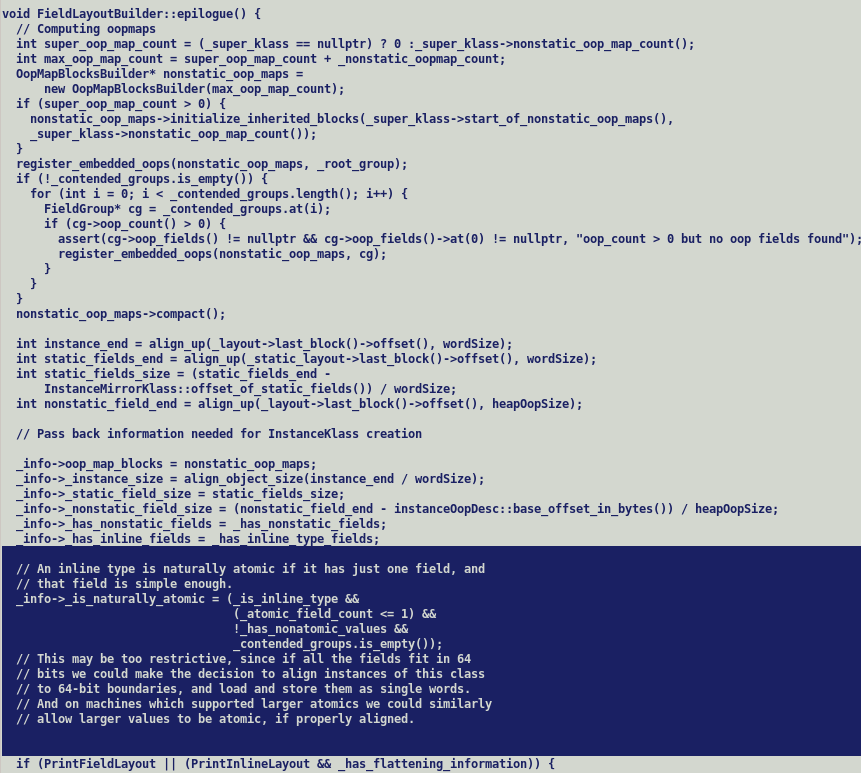 void FieldLayoutBuilder::epilogue() {
  // Computing oopmaps
  int super_oop_map_count = (_super_klass == nullptr) ? 0 :_super_klass->nonstatic_oop_map_count();
  int max_oop_map_count = super_oop_map_count + _nonstatic_oopmap_count;
  OopMapBlocksBuilder* nonstatic_oop_maps =
      new OopMapBlocksBuilder(max_oop_map_count);
  if (super_oop_map_count > 0) {
    nonstatic_oop_maps->initialize_inherited_blocks(_super_klass->start_of_nonstatic_oop_maps(),
    _super_klass->nonstatic_oop_map_count());
  }
  register_embedded_oops(nonstatic_oop_maps, _root_group);
  if (!_contended_groups.is_empty()) {
    for (int i = 0; i < _contended_groups.length(); i++) {
      FieldGroup* cg = _contended_groups.at(i);
      if (cg->oop_count() > 0) {
        assert(cg->oop_fields() != nullptr && cg->oop_fields()->at(0) != nullptr, "oop_count > 0 but no oop fields found");
        register_embedded_oops(nonstatic_oop_maps, cg);
      }
    }
  }
  nonstatic_oop_maps->compact();

  int instance_end = align_up(_layout->last_block()->offset(), wordSize);
  int static_fields_end = align_up(_static_layout->last_block()->offset(), wordSize);
  int static_fields_size = (static_fields_end -
      InstanceMirrorKlass::offset_of_static_fields()) / wordSize;
  int nonstatic_field_end = align_up(_layout->last_block()->offset(), heapOopSize);

  // Pass back information needed for InstanceKlass creation

  _info->oop_map_blocks = nonstatic_oop_maps;
  _info->_instance_size = align_object_size(instance_end / wordSize);
  _info->_static_field_size = static_fields_size;
  _info->_nonstatic_field_size = (nonstatic_field_end - instanceOopDesc::base_offset_in_bytes()) / heapOopSize;
  _info->_has_nonstatic_fields = _has_nonstatic_fields;
  _info->_has_inline_fields = _has_inline_type_fields;

  // An inline type is naturally atomic if it has just one field, and
  // that field is simple enough.
  _info->_is_naturally_atomic = (_is_inline_type &&
                                 (_atomic_field_count <= 1) &&
                                 !_has_nonatomic_values &&
                                 _contended_groups.is_empty());
  // This may be too restrictive, since if all the fields fit in 64
  // bits we could make the decision to align instances of this class
  // to 64-bit boundaries, and load and store them as single words.
  // And on machines which supported larger atomics we could similarly
  // allow larger values to be atomic, if properly aligned.


  if (PrintFieldLayout || (PrintInlineLayout && _has_flattening_information)) {